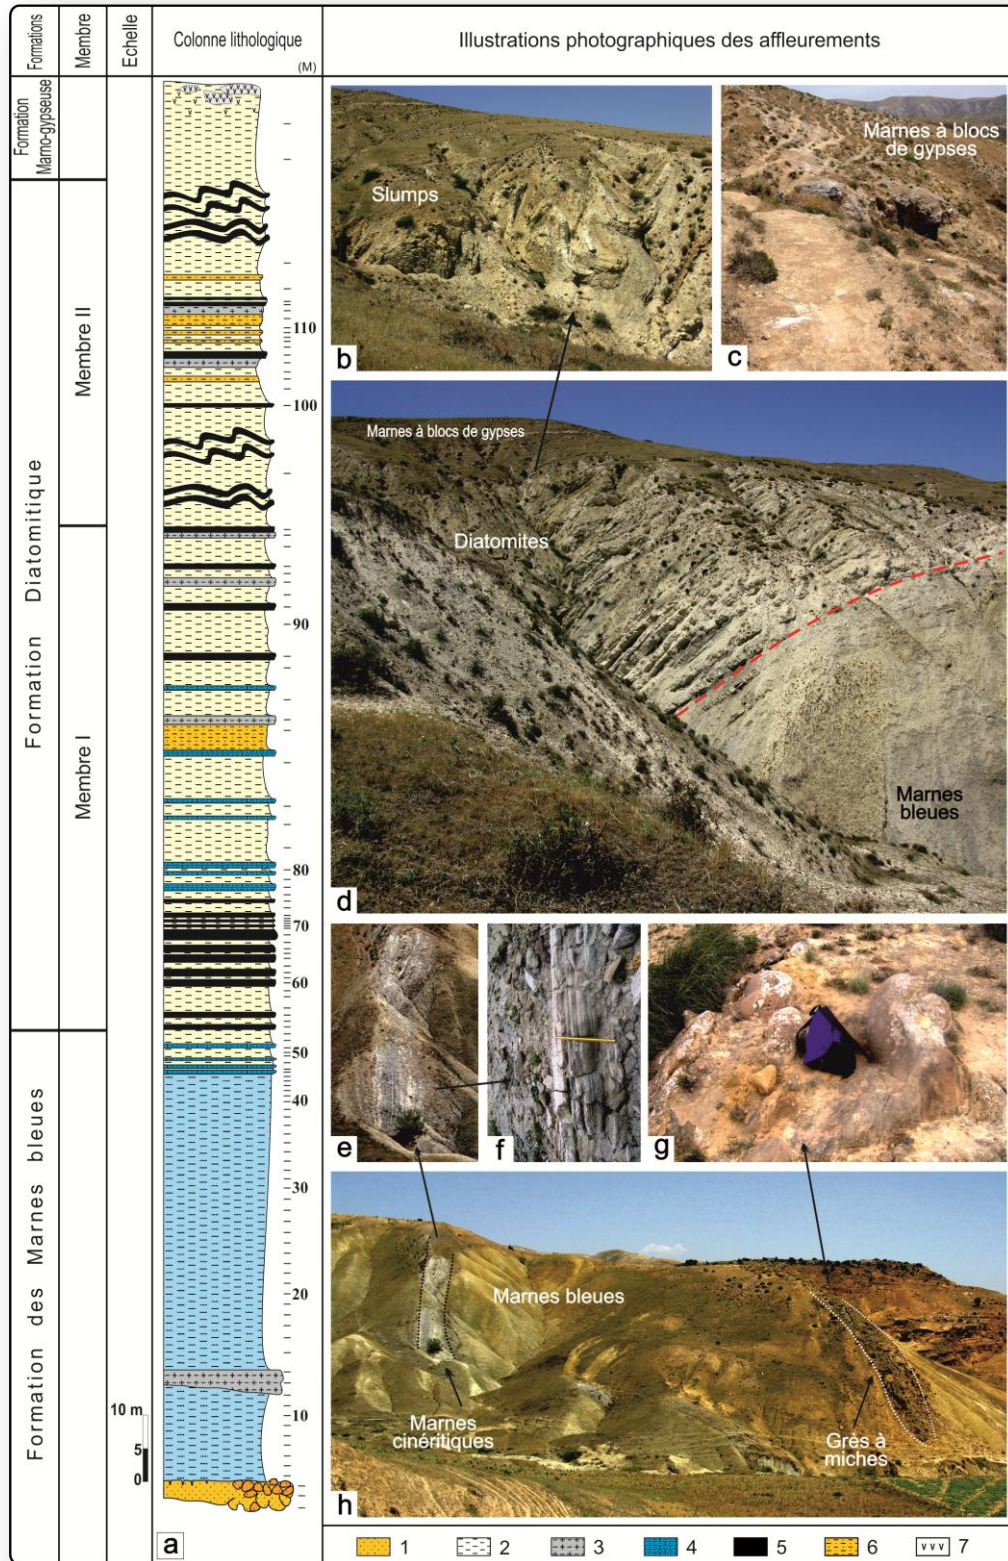 Formations
Membre
Echelle
Colonne lithologique
(M)
Illustrations photographiques des affleurements
Formation
Marno-gypseuse
Formation Diatomitique
Formation des Marnes bleues
Membre II
Membre I
110
100
90
80
70
60
50
40
30
20
10
10 m
5
0
a
Slumps
b
Marnes à blocs
de gypses
c
Marnes à blocs de gypses
Diatomites
Marnes
bleues
d
e
f
g
Marnes bleues
Marnes
cinéritiques
Grès à
miches
h
1
2
3
4
5
6
7